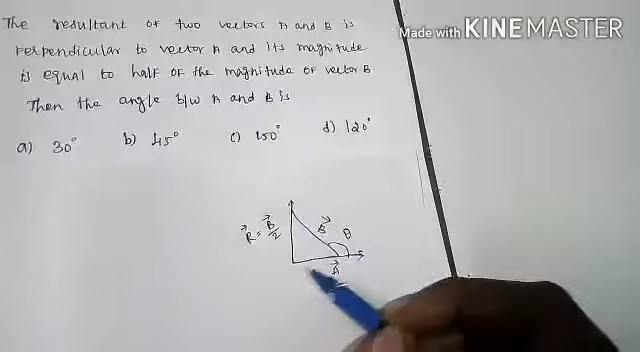 Made with KINEMASTER
The resultant of two vectors A and B is
perpendicular to vector A and its magnitude
is equal to half of the magnitude of vector B.
Then the angle b/w A and B is
a) 30° b) 45° c) 150° d) 120°
R = B/2 B θ
A